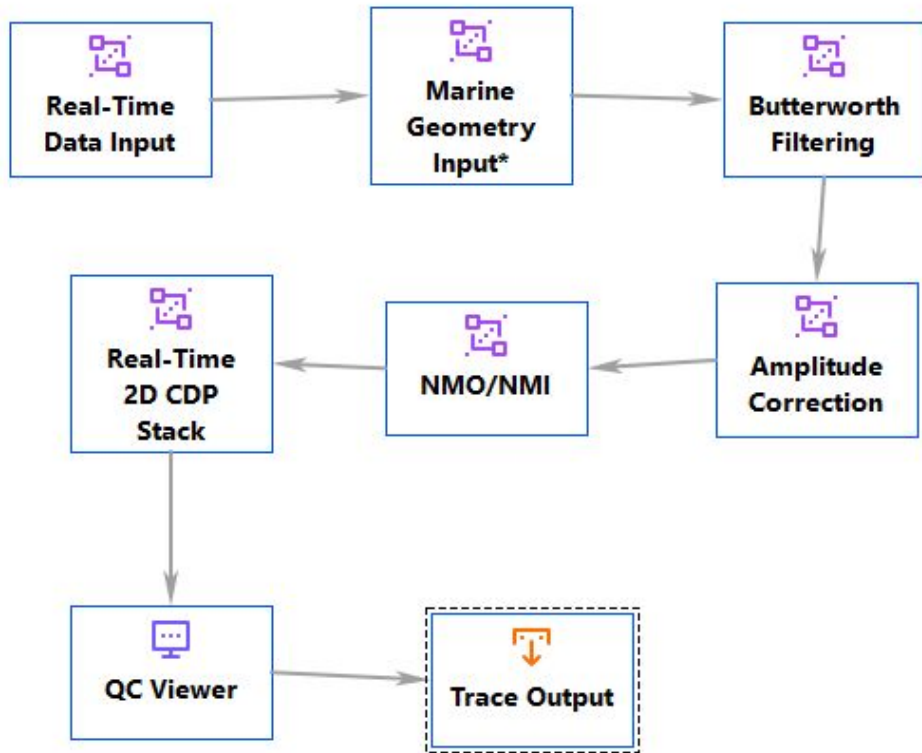 Real-Time
Data Input
Marine
Geometry
Input*
Butterworth
Filtering
Amplitude
Correction
NMO/NMI
Real-Time
2D CDP
Stack
QC Viewer
Trace Output